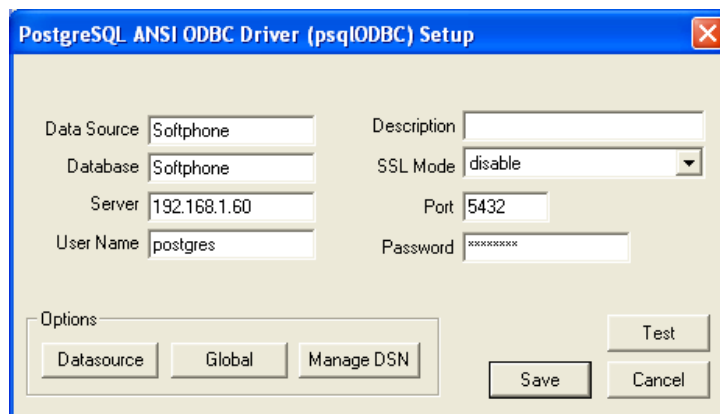 PostgreSQL ANSI ODBC Driver (psqlODBC) Setup
Data Source Softphone
Description
Database Softphone
SSL Mode disable
Server 192.168.1.60
Port 5432
User Name postgres
Password ××××××××
Options
Datasource Global Manage DSN
Test
Save Cancel